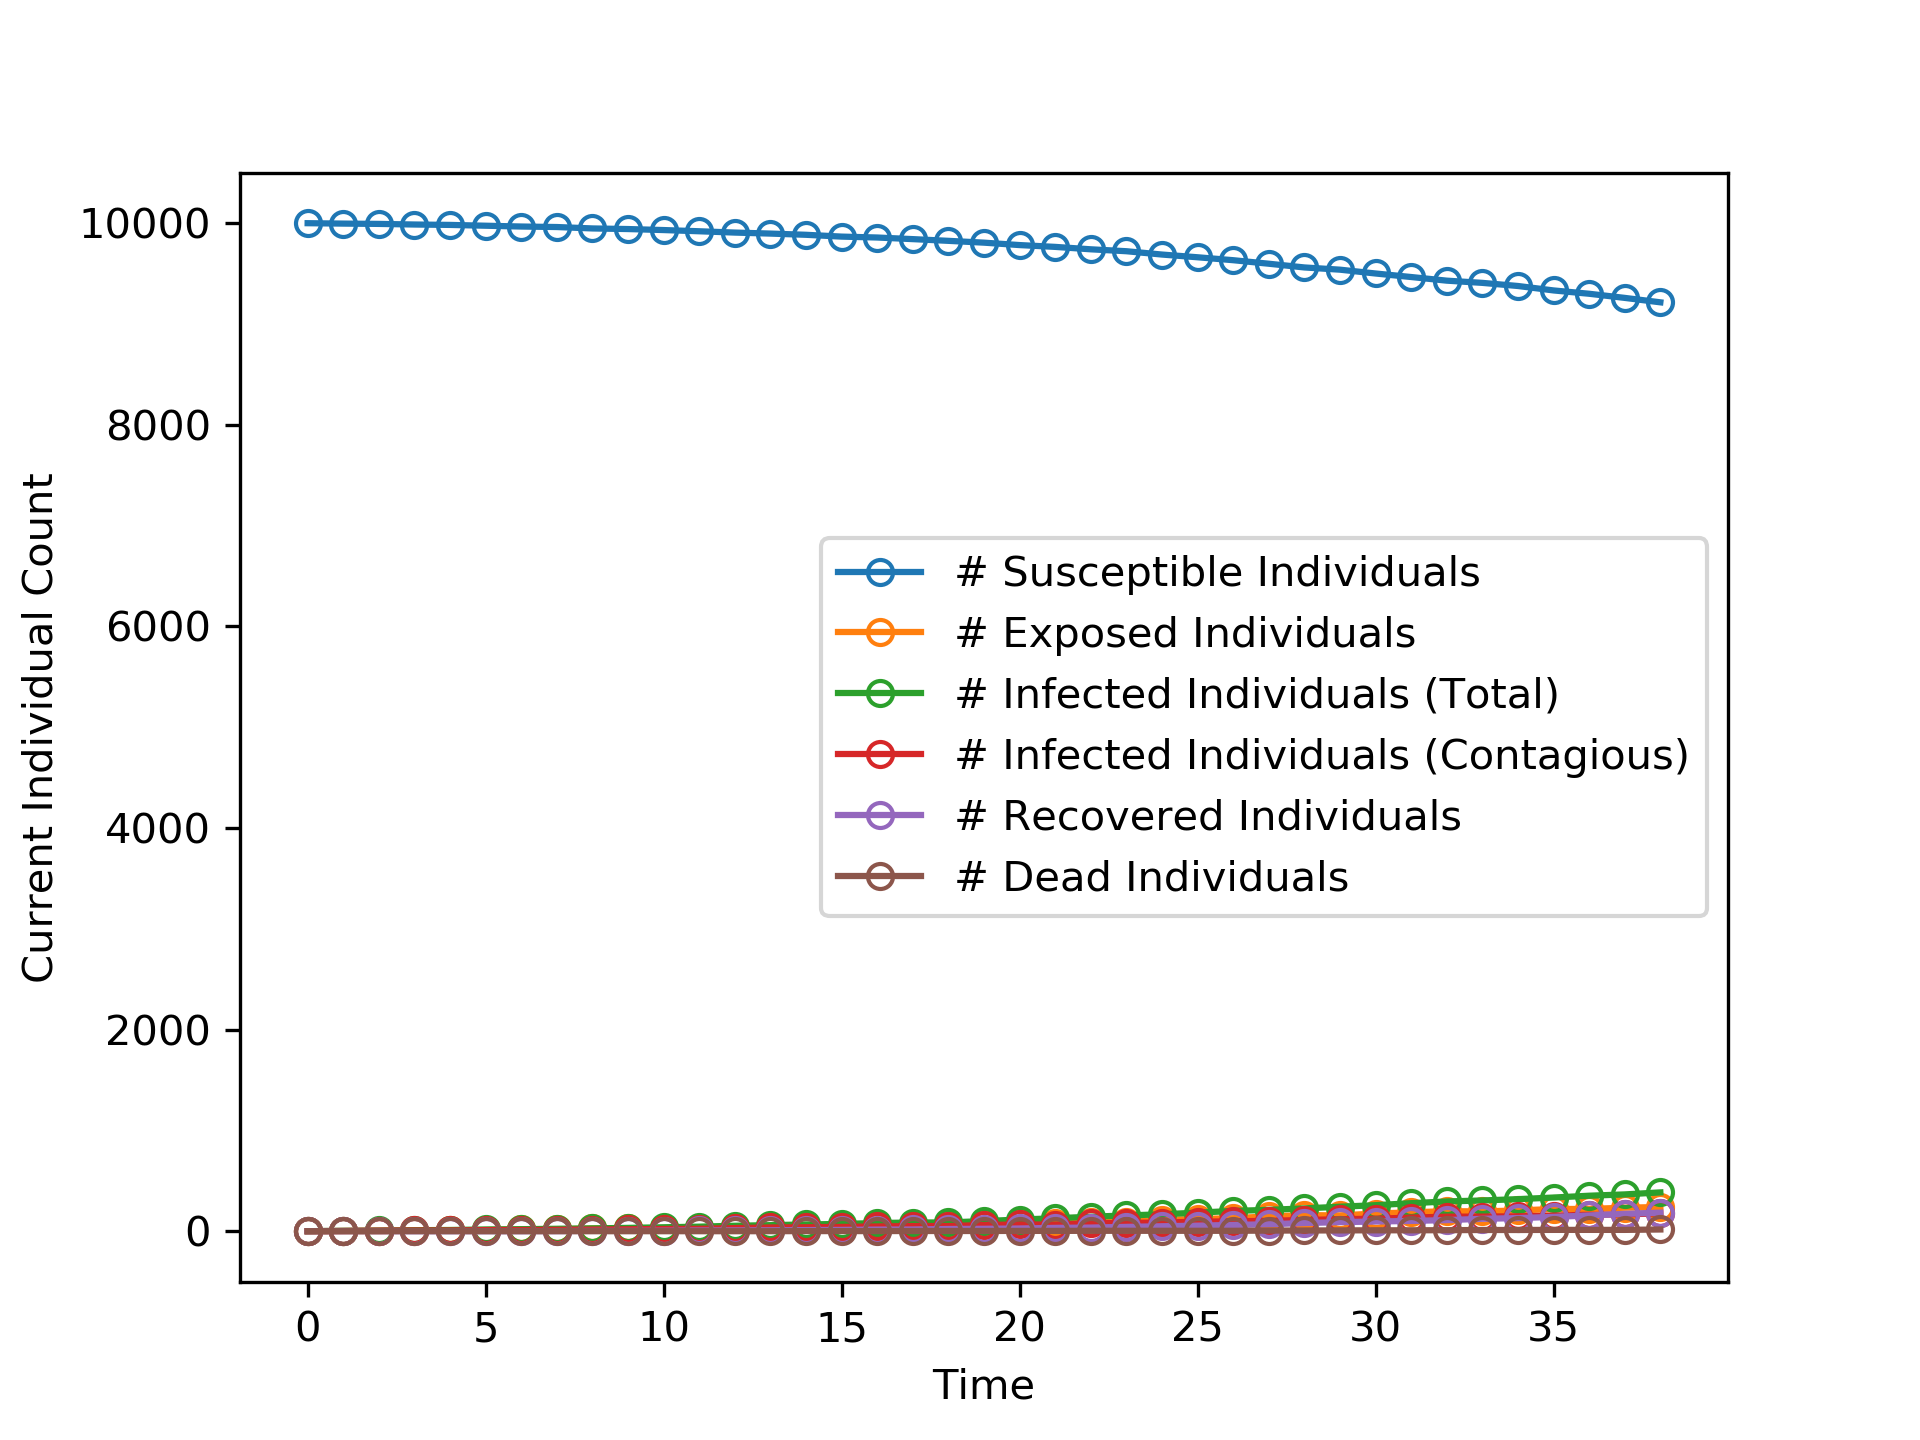 10000
8000
6000
4000
2000
0
Current Individual Count
# Susceptible Individuals
# Exposed Individuals
# Infected Individuals (Total)
# Infected Individuals (Contagious)
# Recovered Individuals
# Dead Individuals
0 5 10 15 20 25 30 35
Time